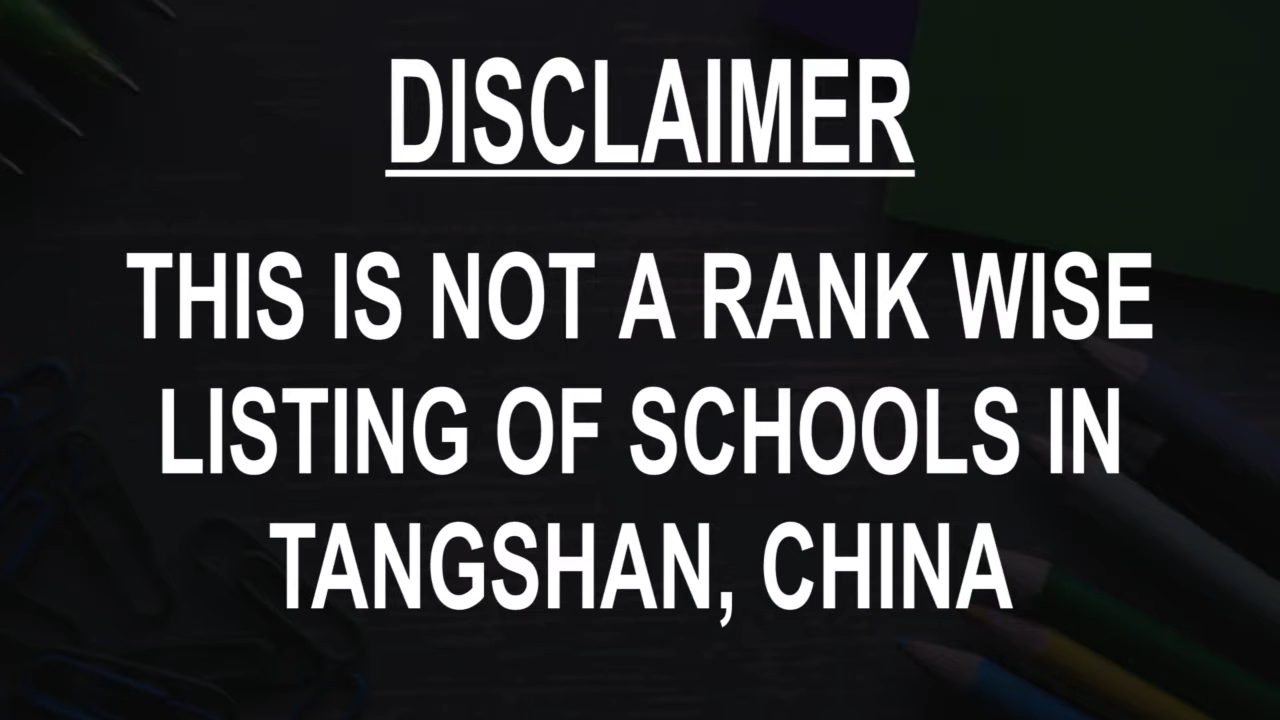 DISCLAIMER
THIS IS NOT A RANK WISE
LISTING OF SCHOOLS IN
TANGSHAN, CHINA